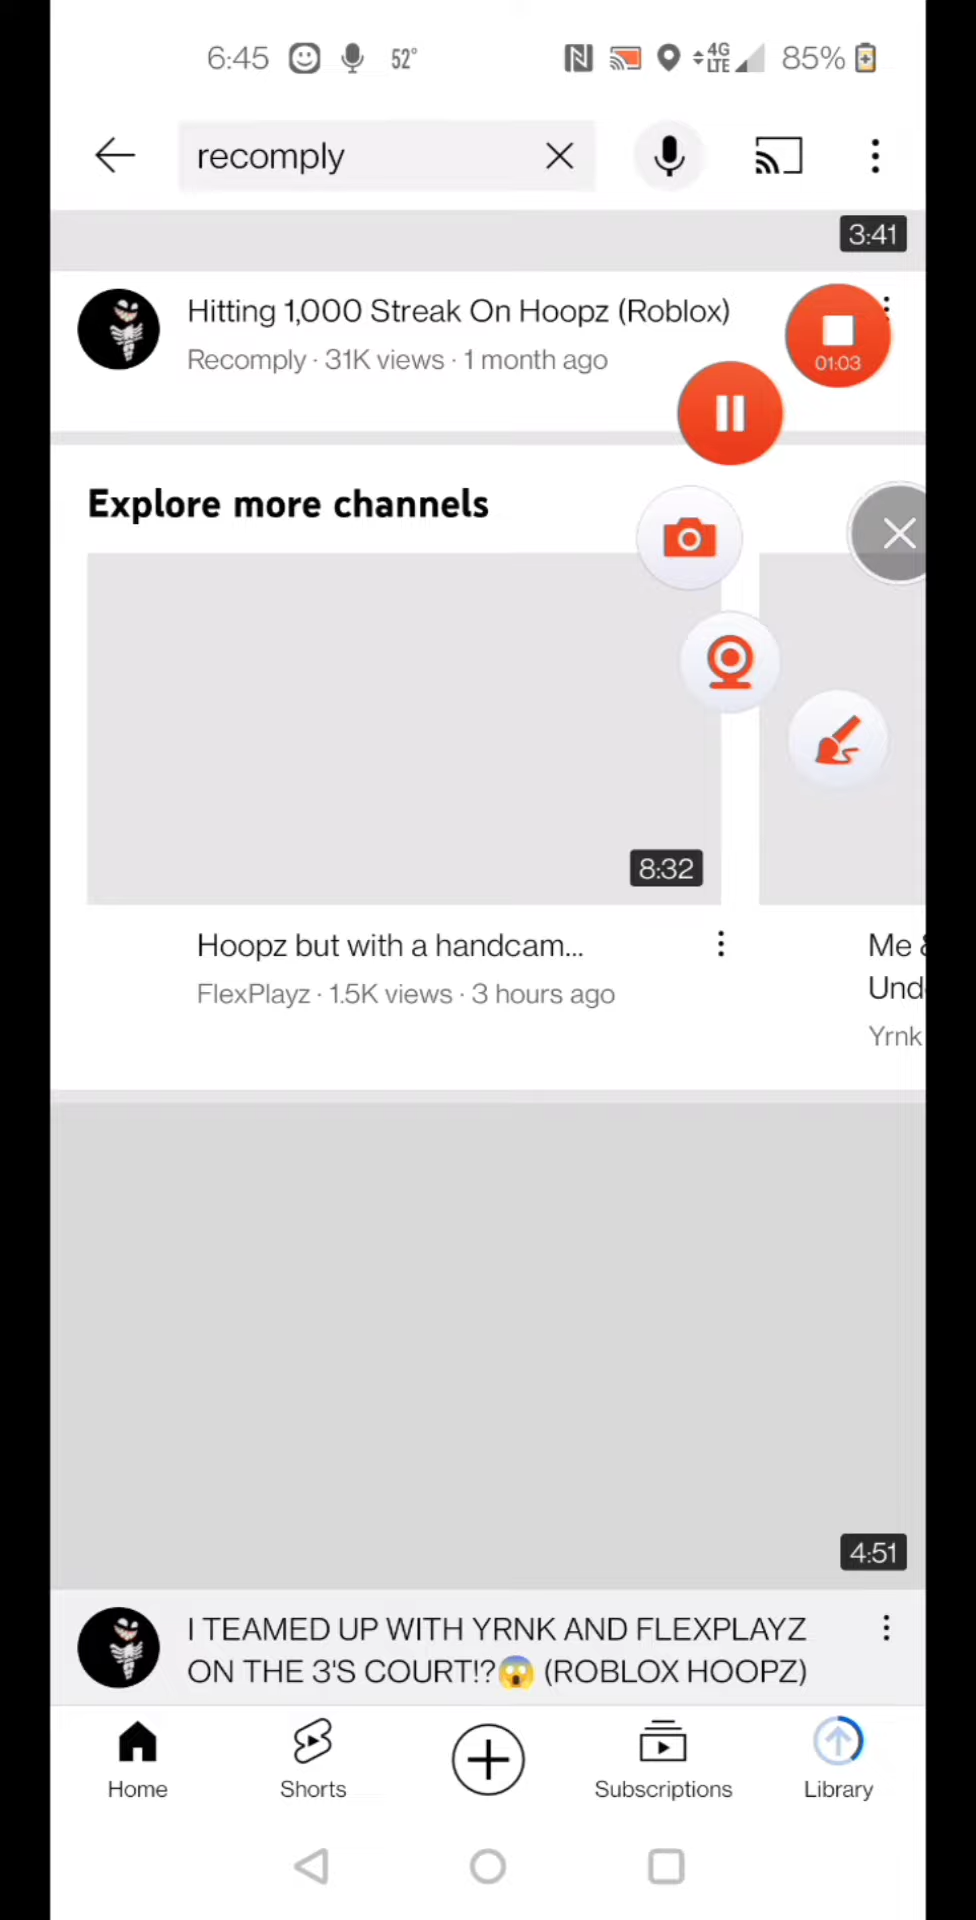 6:45 52° 4G LTE 85%
recomply
3:41
Hitting 1,000 Streak On Hoopz (Roblox)
01:03
Recomply · 31K views · 1 month ago
Explore more channels
8:32
Hoopz but with a handcam...
FlexPlayz · 1.5K views · 3 hours ago
Me &
Und
Yrnk
4:51
I TEAMED UP WITH YRNK AND FLEXPLAYZ
ON THE 3'S COURT!?😱 (ROBLOX HOOPZ)
Home Shorts Subscriptions Library